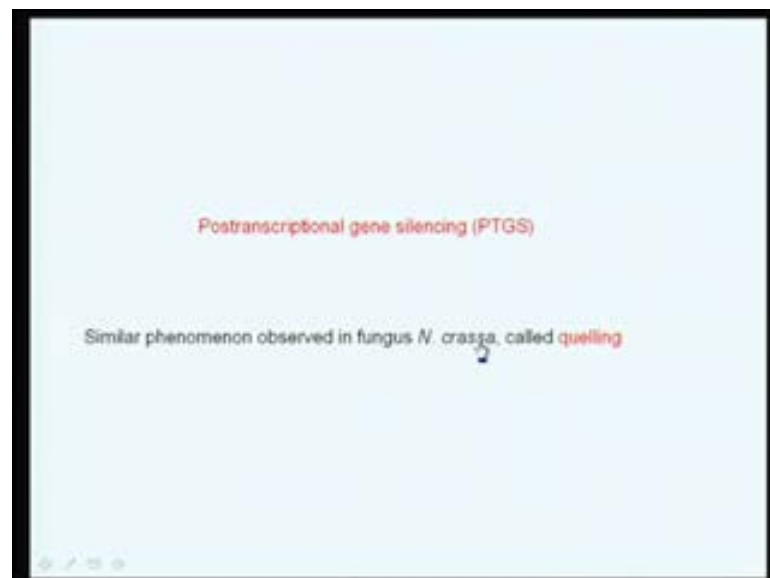 Postranscriptional gene silencing (PTGS)
Similar phenomenon observed in fungus N. crassa, called quelling